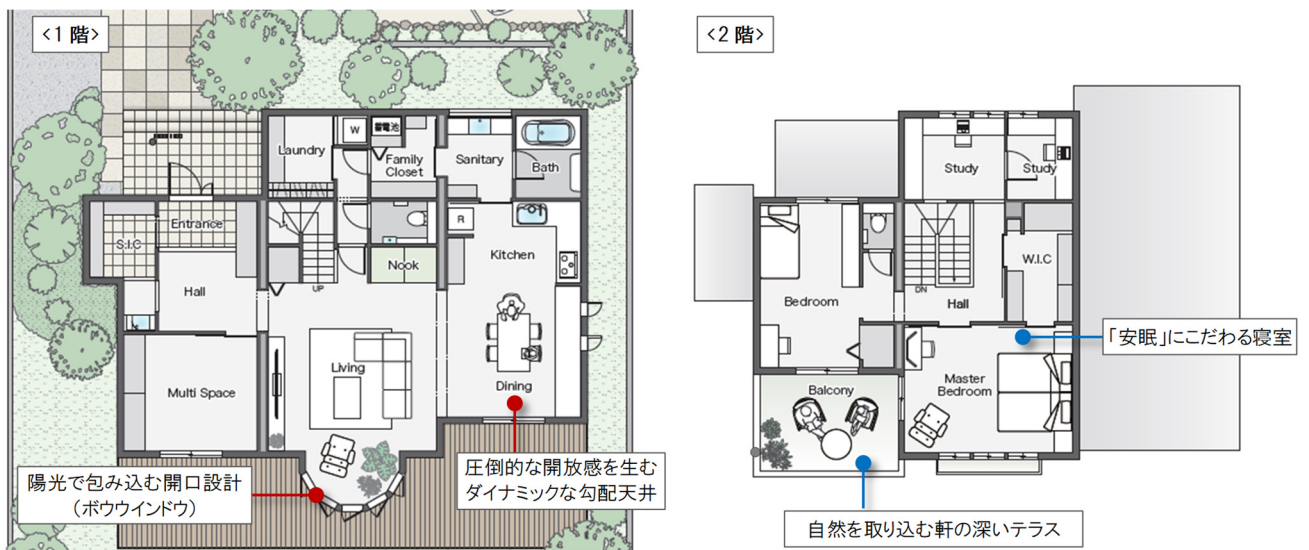 <1階>
Laundry
W
蓄電池
Family
Closet
Sanitary
Bath
S.I.C
Entrance
R
Kitchen
Nook
Hall
UP
Living
Multi Space
Dining
陽光で包み込む開口設計
(ボウウインドウ)
圧倒的な開放感を生む
ダイナミックな勾配天井
<2階>
Study
Study
W.I.C
DN
Bedroom
Hall
「安眠」にこだわる寝室
Balcony
Master
Bedroom
自然を取り込む軒の深いテラス